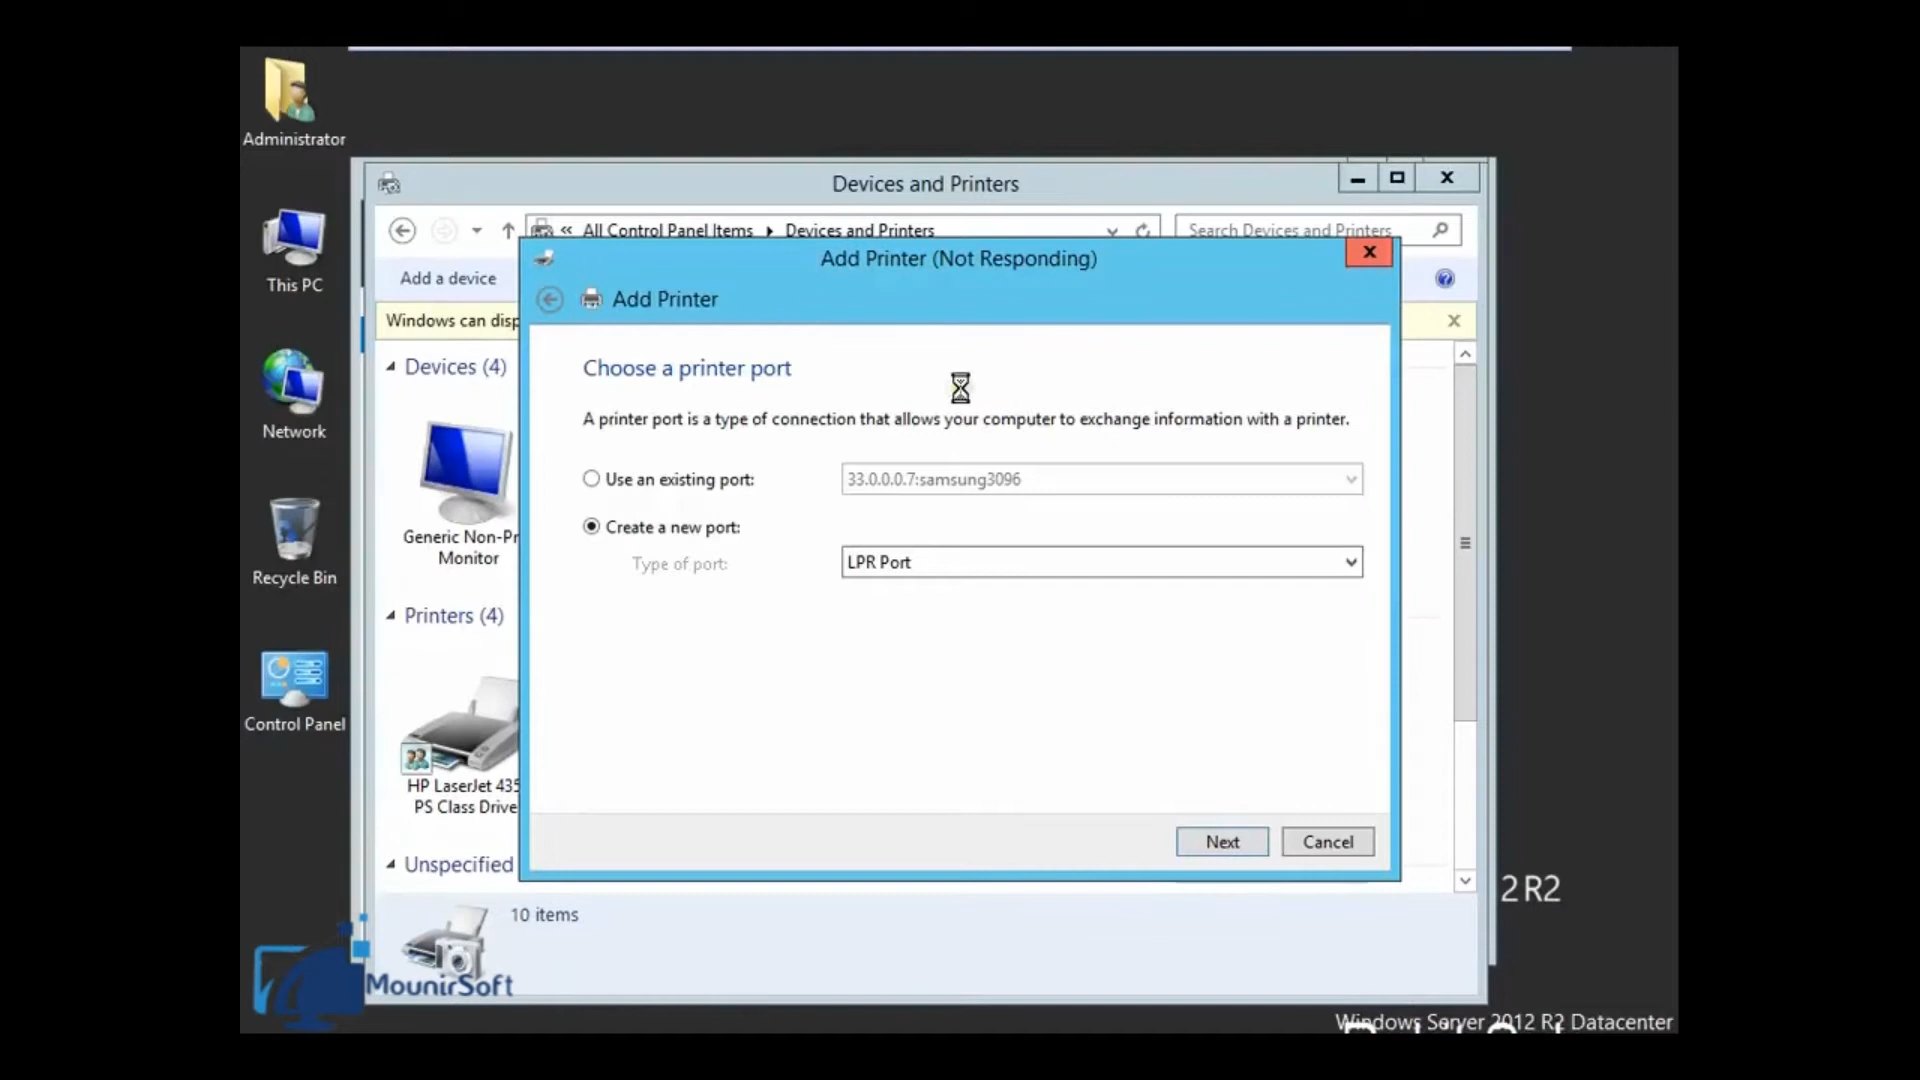 Administrator
This PC
Network
Recycle Bin
Control Panel
Devices and Printers
« All Control Panel Items Devices and Printers
Search Devices and Printers
Add a device
Windows can disp
Devices (4)
Generic Non-Pr
Monitor
Printers (4)
HP LaserJet 435
PS Class Drive
Unspecified
10 items
Add Printer (Not Responding)
Add Printer
Choose a printer port
A printer port is a type of connection that allows your computer to exchange information with a printer.
Use an existing port:
33.0.0.0.7:samsung3096
Create a new port:
Type of port:
LPR Port
Next
Cancel
2 R2
MounirSoft
Windows Server 2012 R2 Datacenter